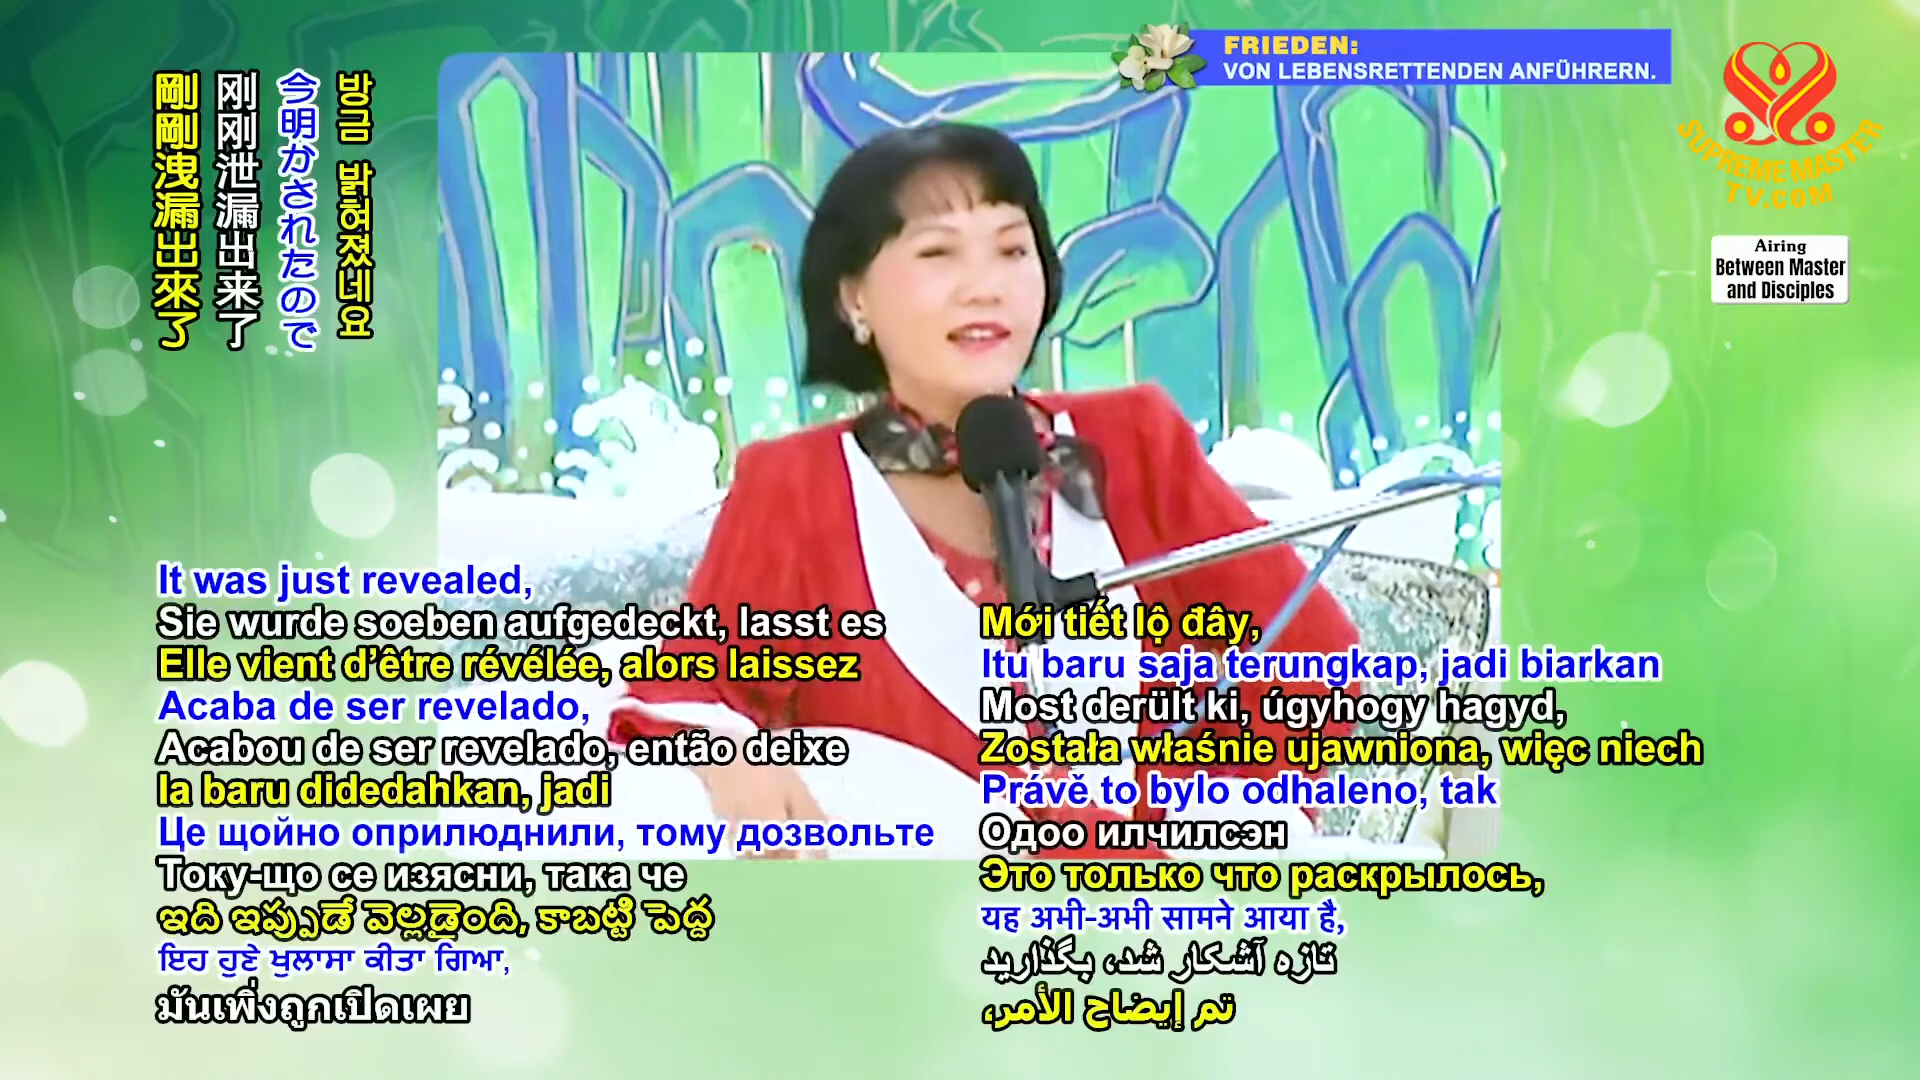 FRIEDEN:
VON LEBENSRETTENDEN ANFÜHRERN.
SUPREME MASTER
TV.COM
Airing
Between Master
and Disciples
방금 밝혀졌네요
今明かされたので
刚刚泄漏出来了
剛剛洩漏出來了
It was just revealed,
Sie wurde soeben aufgedeckt, lasst es
Elle vient d’être révélée, alors laissez
Acaba de ser revelado,
Acabou de ser revelado, então deixe
Ia baru didedahkan, jadi
Це щойно оприлюднили, тому дозвольте
Току-що се изясни, така че
ఇది ఇప్పుడే వెల్లడైంది, కాబట్టి పెద్ద
ਇਹ ਹੁਣੇ ਖੁਲਾਸਾ ਕੀਤਾ ਗਿਆ,
มันเพิ่งถูกเปิดเผย
Mới tiết lộ đây,
Itu baru saja terungkap, jadi biarkan
Most derült ki, úgyhogy hagyd,
Została właśnie ujawniona, więc niech
Právě to bylo odhaleno, tak
Одоо илчилсэн
Это только что раскрылось,
यह अभी-अभी सामने आया है,
تازه آشکار شد، بگذارید
تم إيضاح الأمر،